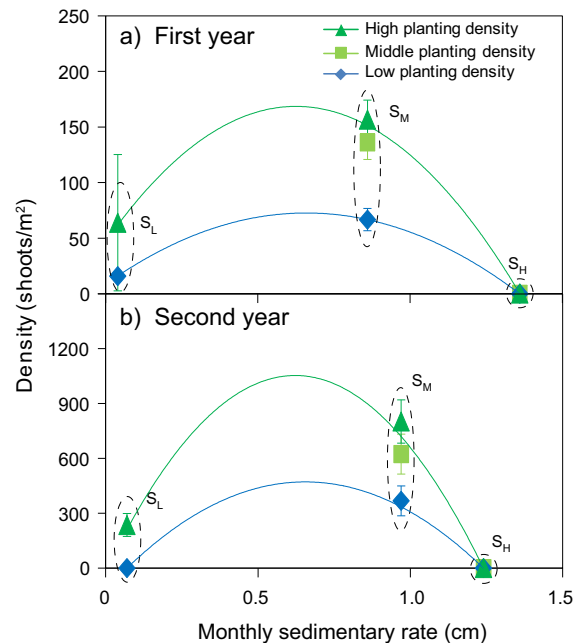 a) First year
High planting density
Middle planting density
Low planting density
250
200
150
100
50
0
S_L
S_M
S_H
Density (shoots/m²)
b) Second year
1200
900
600
300
0
S_L
S_M
S_H
0 0.5 1.0 1.5
Monthly sedimentary rate (cm)